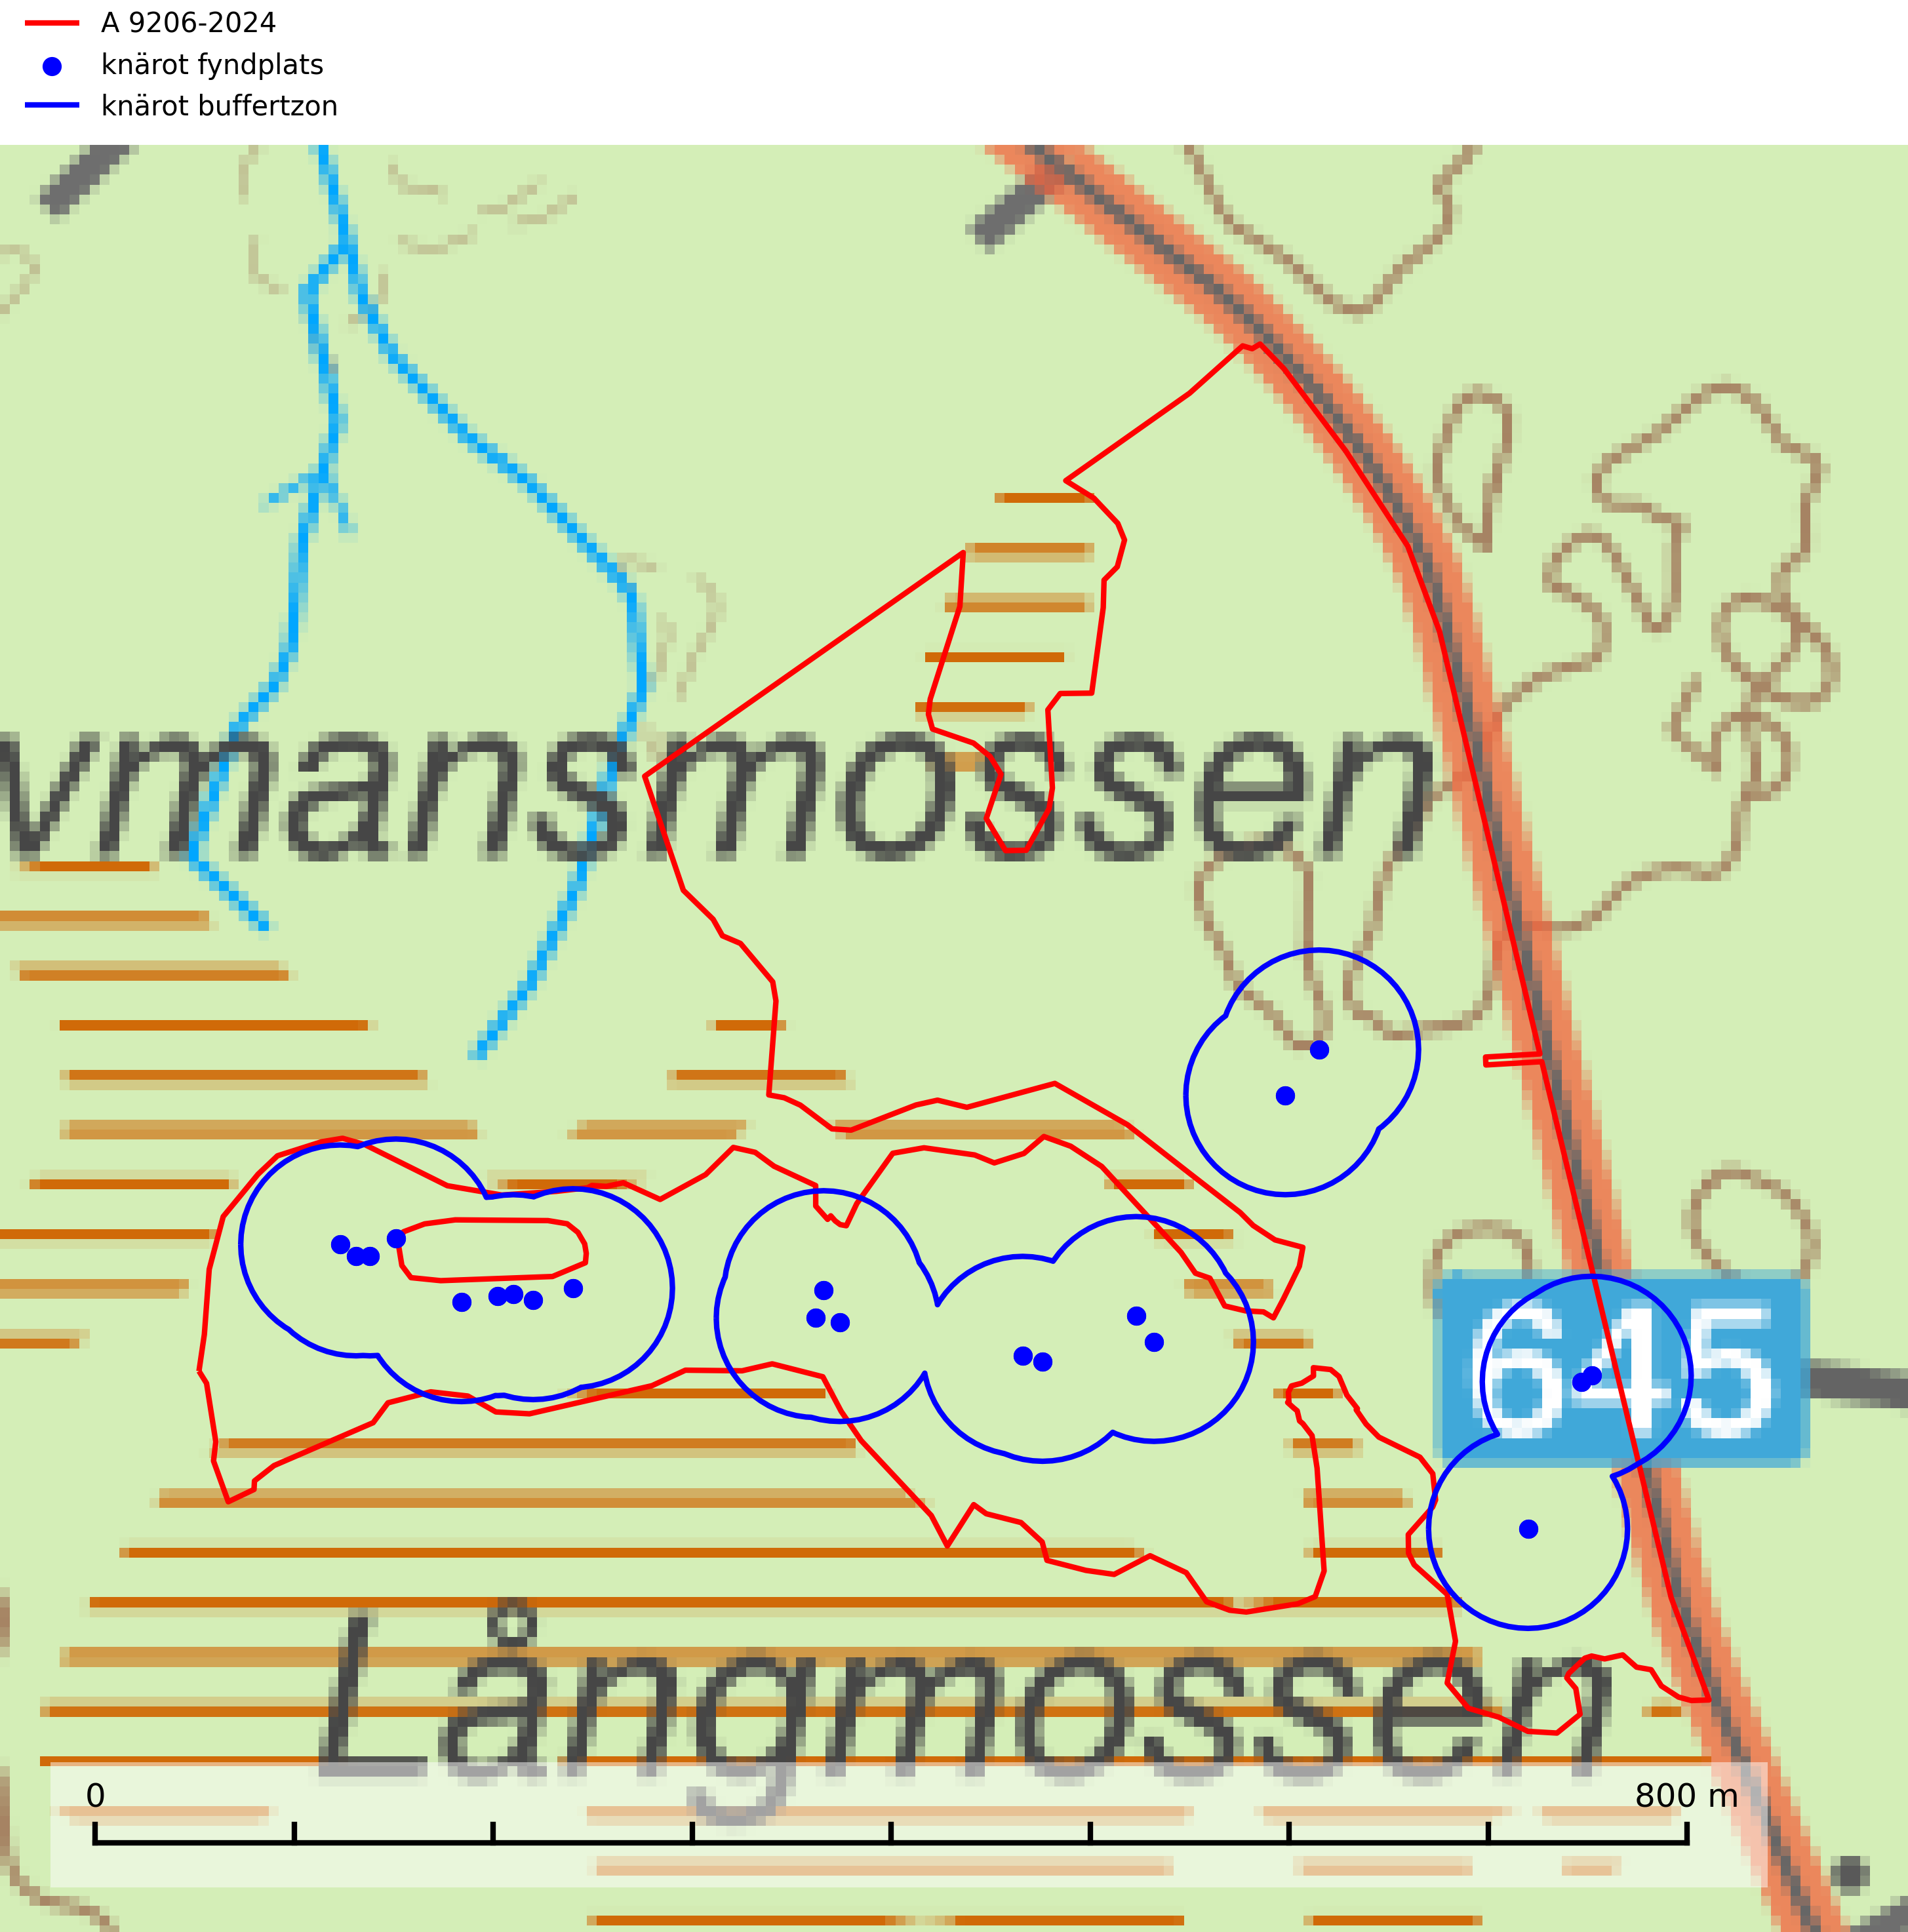 A 9206-2024
knärot fyndplats
knärot buffertzon
vmansmossen
645
Långmossen
0 800 m